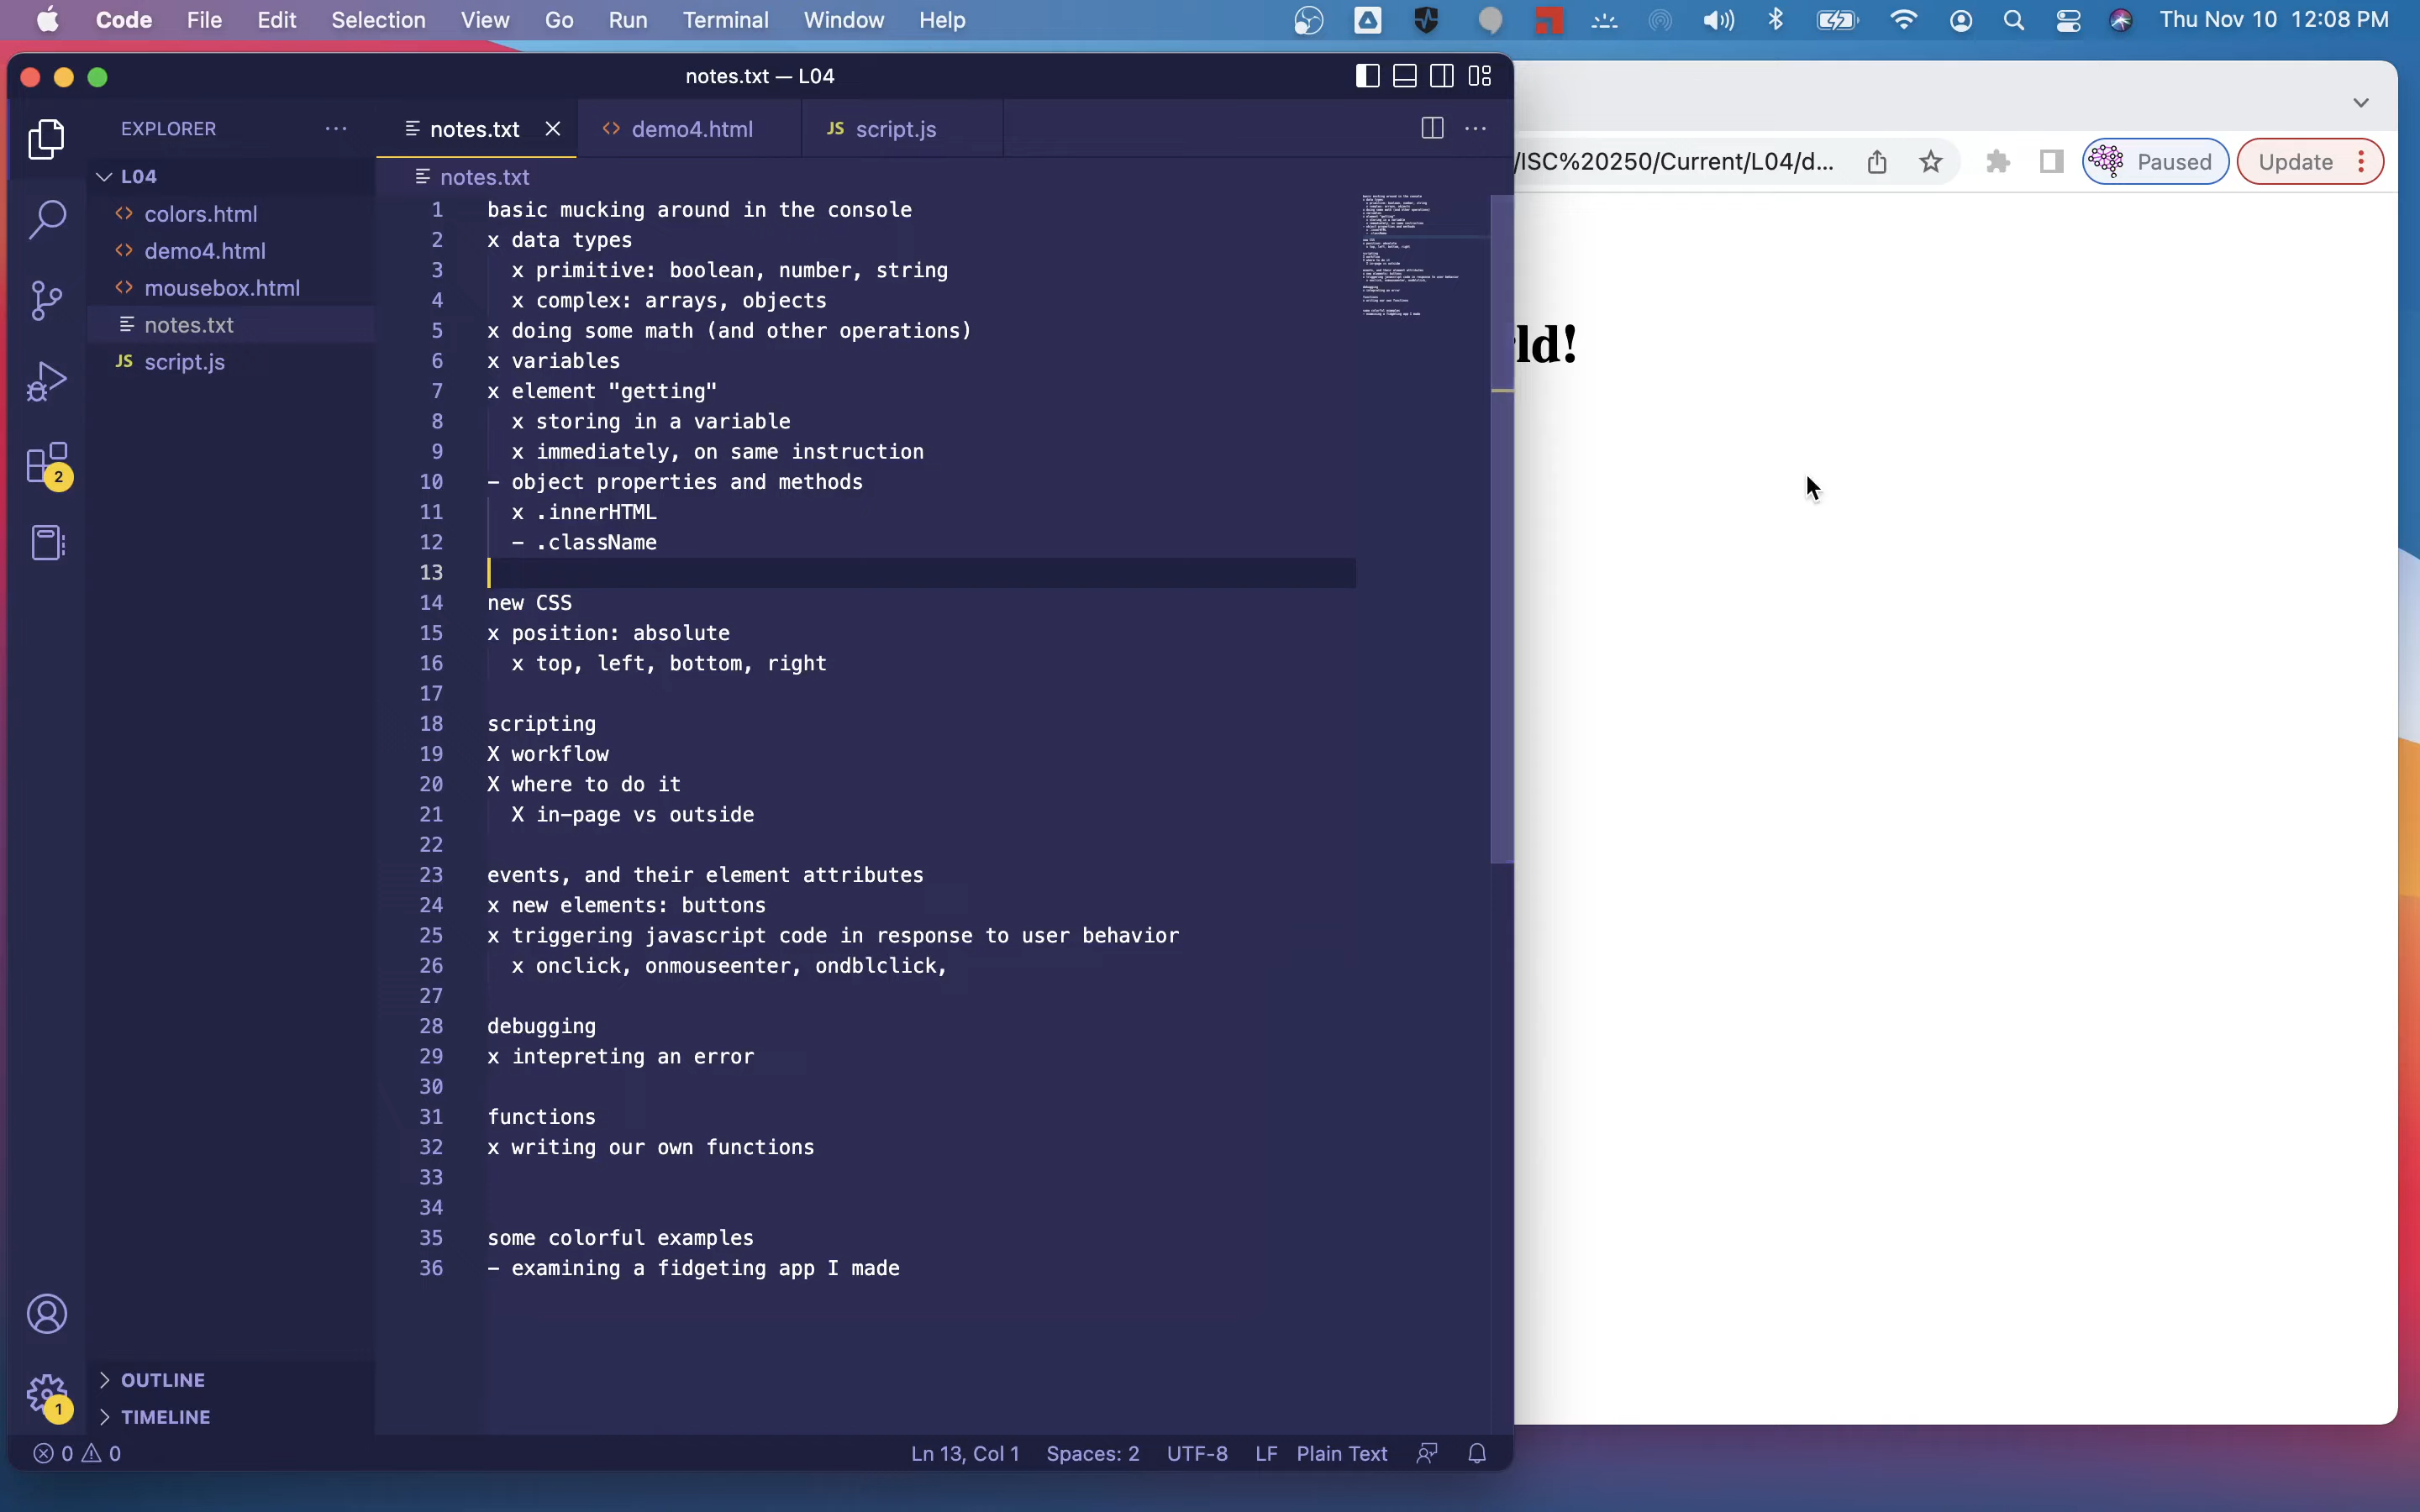 Code File Edit Selection View Go Run Terminal Window Help Thu Nov 10 12:08 PM
notes.txt — L04
EXPLORER
notes.txt demo4.html JS script.js
/ISC%20250/Current/L04/d... Paused Update
L04
colors.html
demo4.html
mousebox.html
notes.txt
JS script.js
2
notes.txt
1 basic mucking around in the console
2 x data types
3 x primitive: boolean, number, string
4 x complex: arrays, objects
5 x doing some math (and other operations)
6 x variables
7 x element "getting"
8 x storing in a variable
9 x immediately, on same instruction
10 - object properties and methods
11 x .innerHTML
12 - .className
13
14 new CSS
15 x position: absolute
16 x top, left, bottom, right
17
18 scripting
19 X workflow
20 X where to do it
21 X in-page vs outside
22
23 events, and their element attributes
24 x new elements: buttons
25 x triggering javascript code in response to user behavior
26 x onclick, onmouseenter, ondblclick,
27
28 debugging
29 x intepreting an error
30
31 functions
32 x writing our own functions
33
34
35 some colorful examples
36 - examining a fidgeting app I made
ld!
OUTLINE
1
TIMELINE
0 0 Ln 13, Col 1 Spaces: 2 UTF-8 LF Plain Text